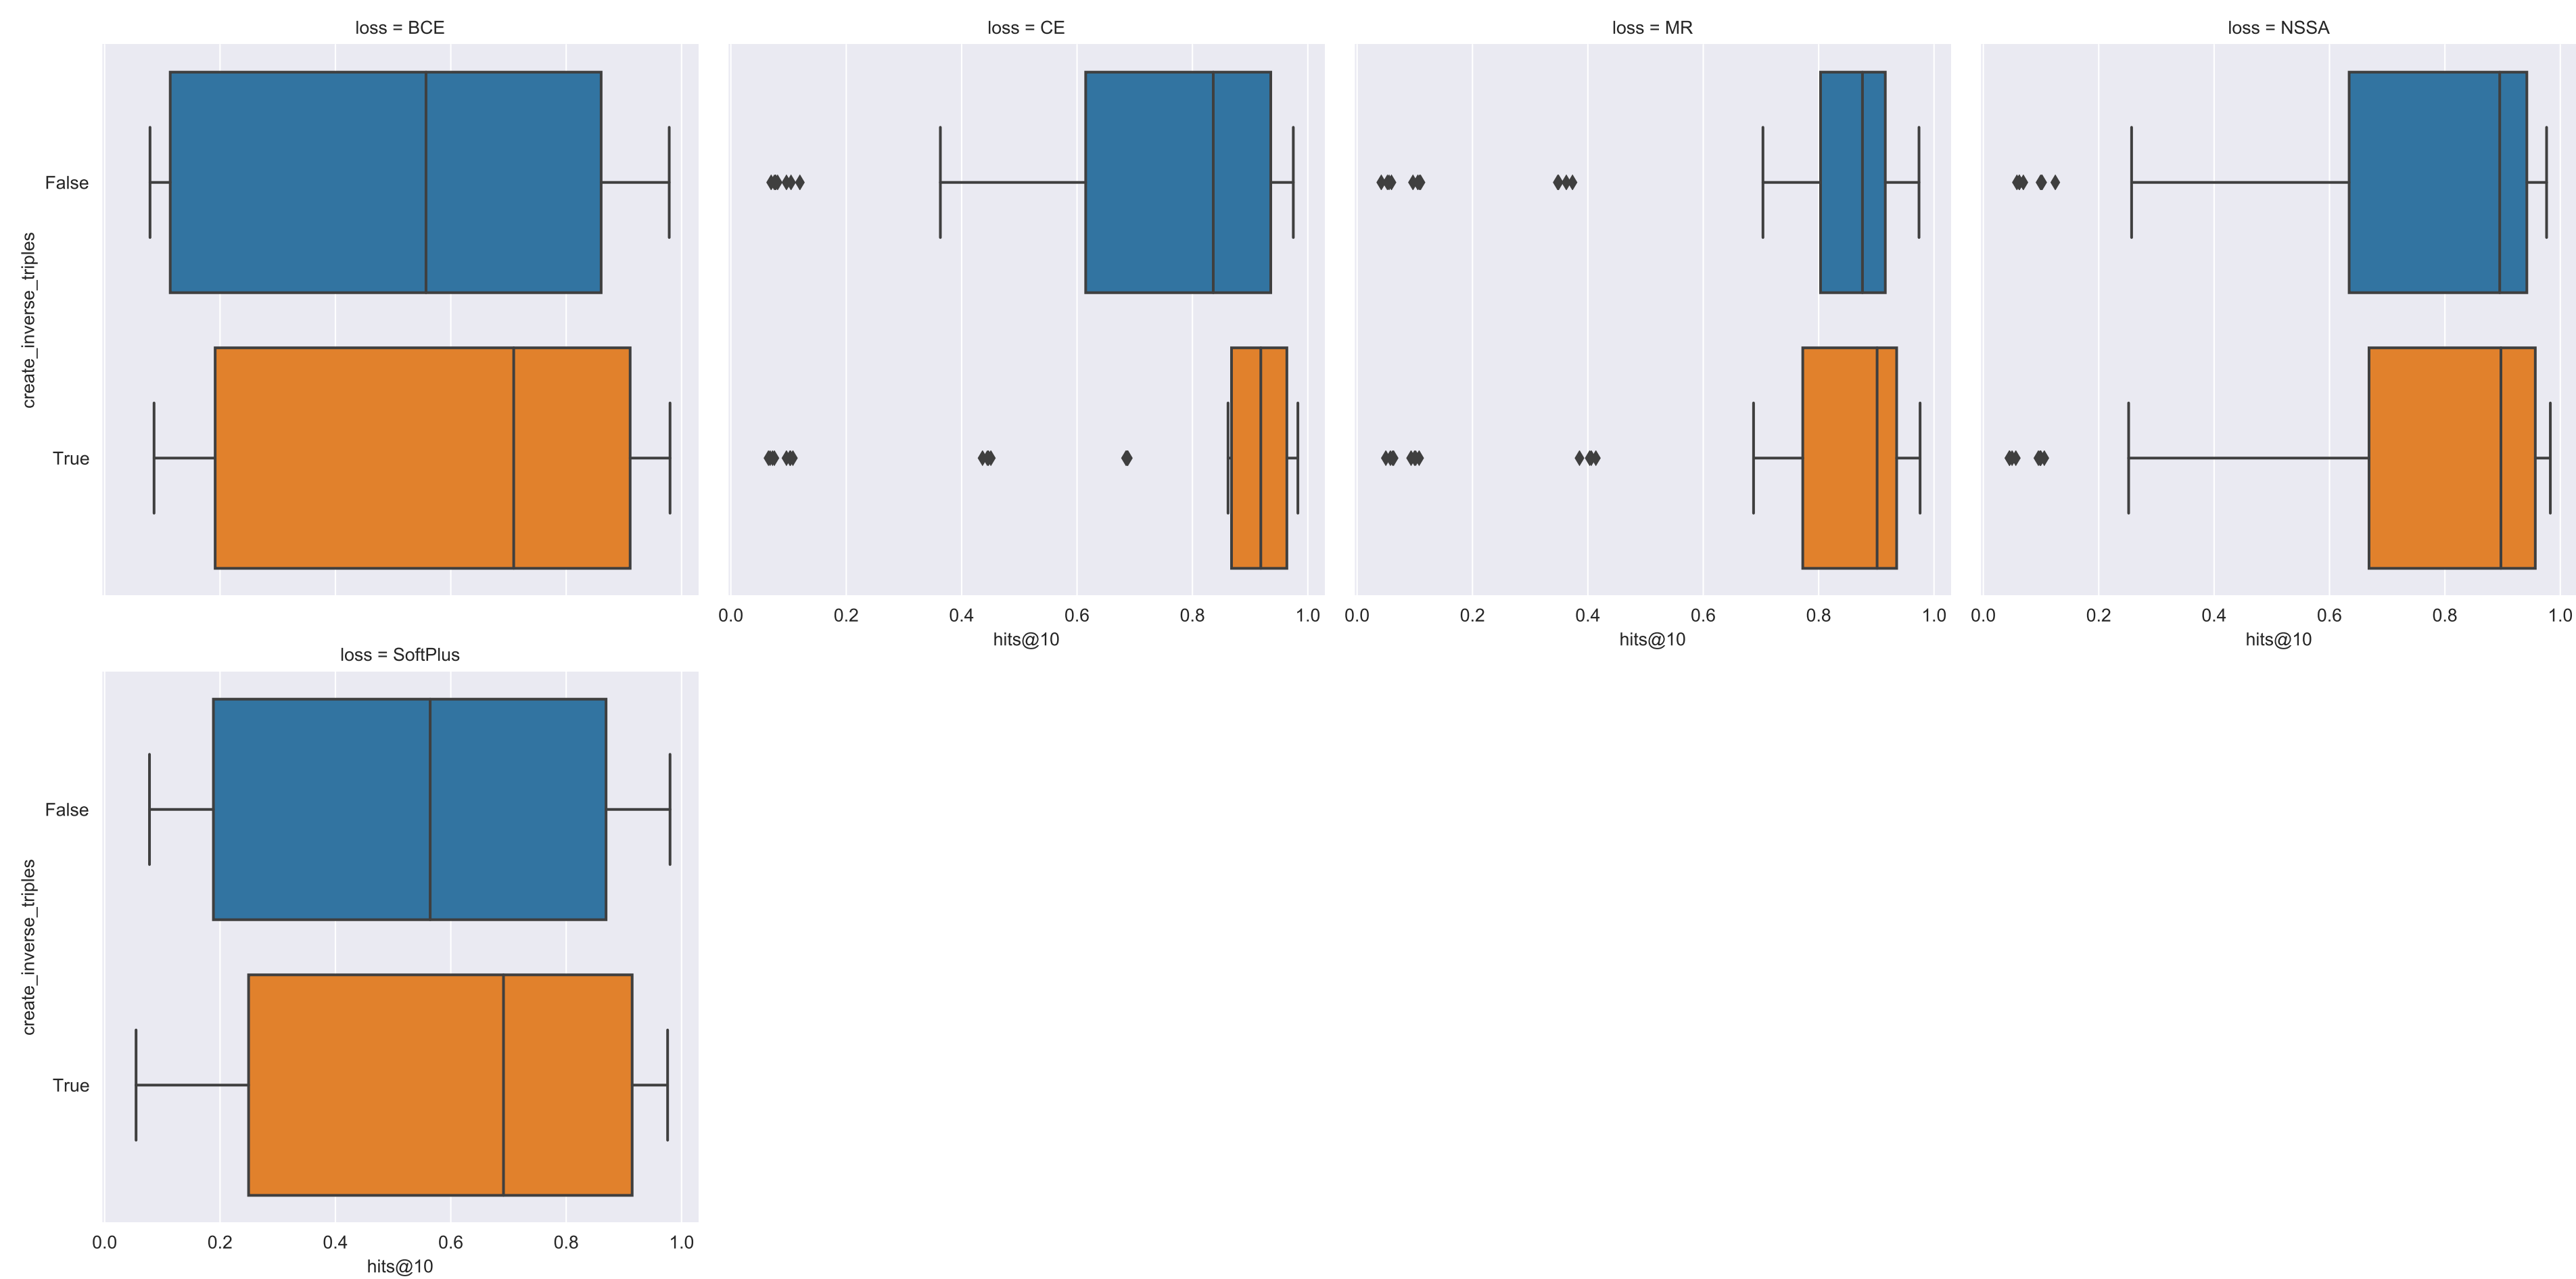 loss = BCE
loss = CE
loss = MR
loss = NSSA
create_inverse_triples
False
True
0.0 0.2 0.4 0.6 0.8 1.0
hits@10
0.0 0.2 0.4 0.6 0.8 1.0
hits@10
0.0 0.2 0.4 0.6 0.8 1.0
hits@10
loss = SoftPlus
create_inverse_triples
False
True
0.0 0.2 0.4 0.6 0.8 1.0
hits@10